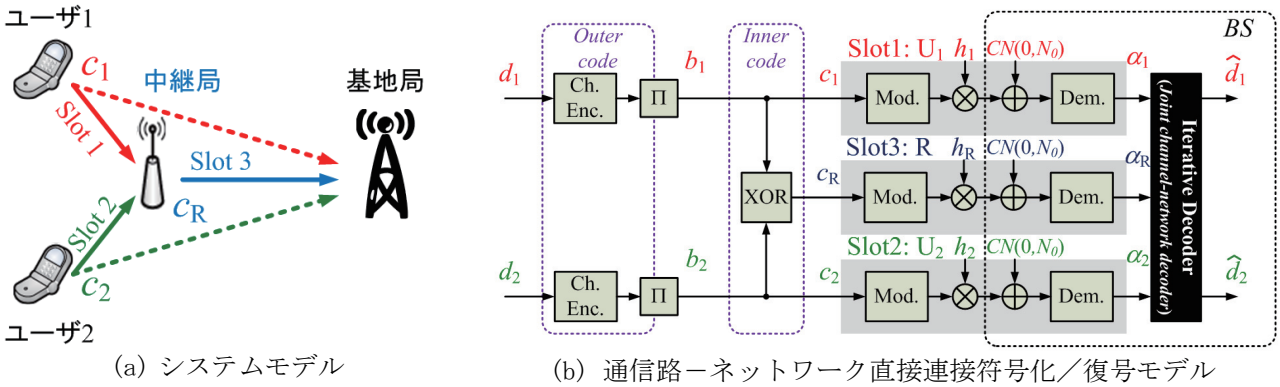 ユーザ1
c1
中継局
基地局
Slot 1
Slot 3
cR
Slot 2
c2
ユーザ2
(a) システムモデル
Outer code
Inner code
BS
d1
Ch. Enc.
Π
b1
c1
Slot1: U1 h1 CN(0,N0)
Mod.
Dem.
α1
d̂1
XOR
cR
Slot3: R hR CN(0,N0)
Mod.
Dem.
αR
Iterative Decoder
(Joint channel-network decoder)
d2
Ch. Enc.
Π
b2
c2
Slot2: U2 h2 CN(0,N0)
Mod.
Dem.
α2
d̂2
(b) 通信路－ネットワーク直接連接符号化／復号モデル